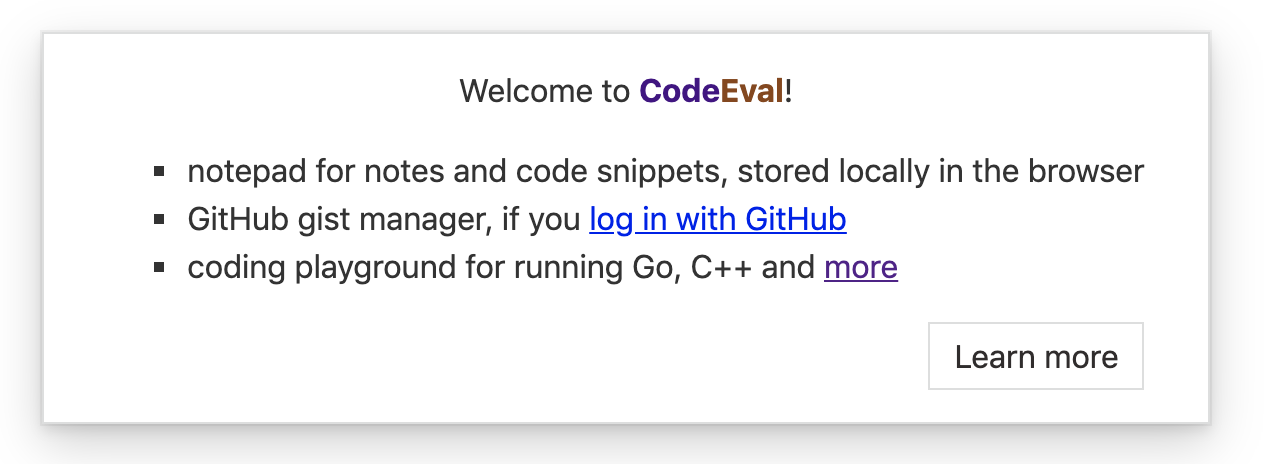 Welcome to CodeEval!
▪ notepad for notes and code snippets, stored locally in the browser
▪ GitHub gist manager, if you log in with GitHub
▪ coding playground for running Go, C++ and more
Learn more